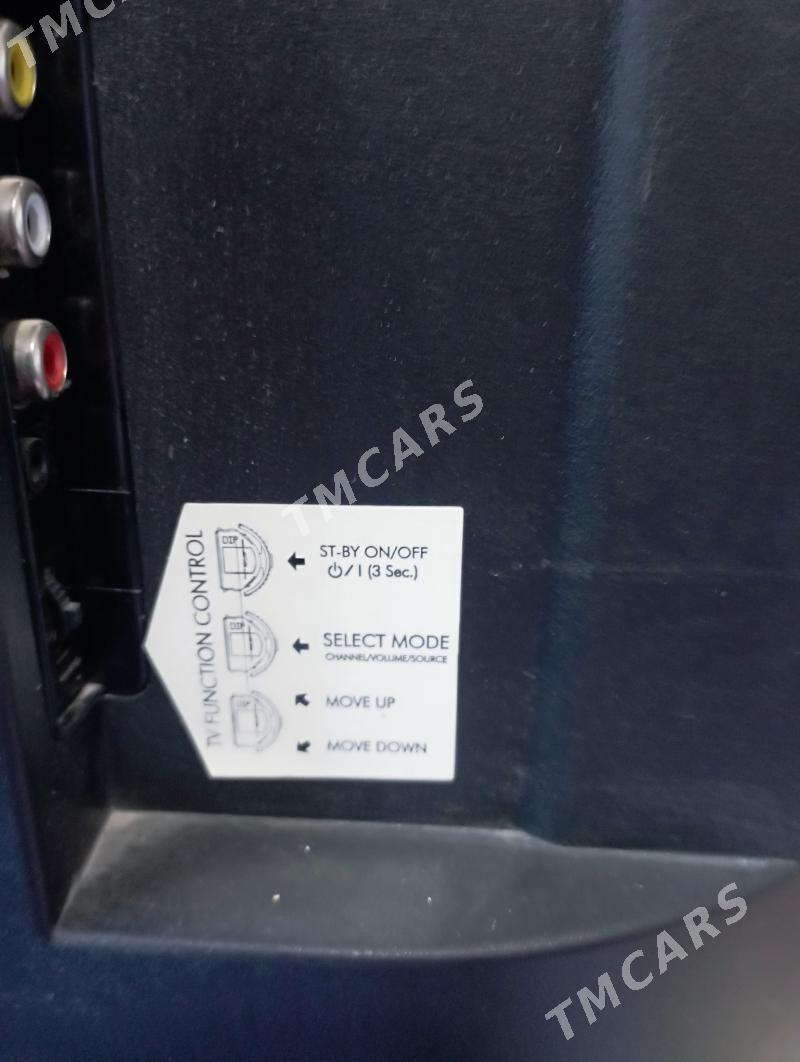 TMCARS
TV FUNCTION CONTROL
DIP
ST-BY ON/OFF
⏻/I (3 Sec.)
DIP
SELECT MODE
CHANNEL/VOLUME/SOURCE
MOVE UP
MOVE DOWN
TMCARS
TMCARS